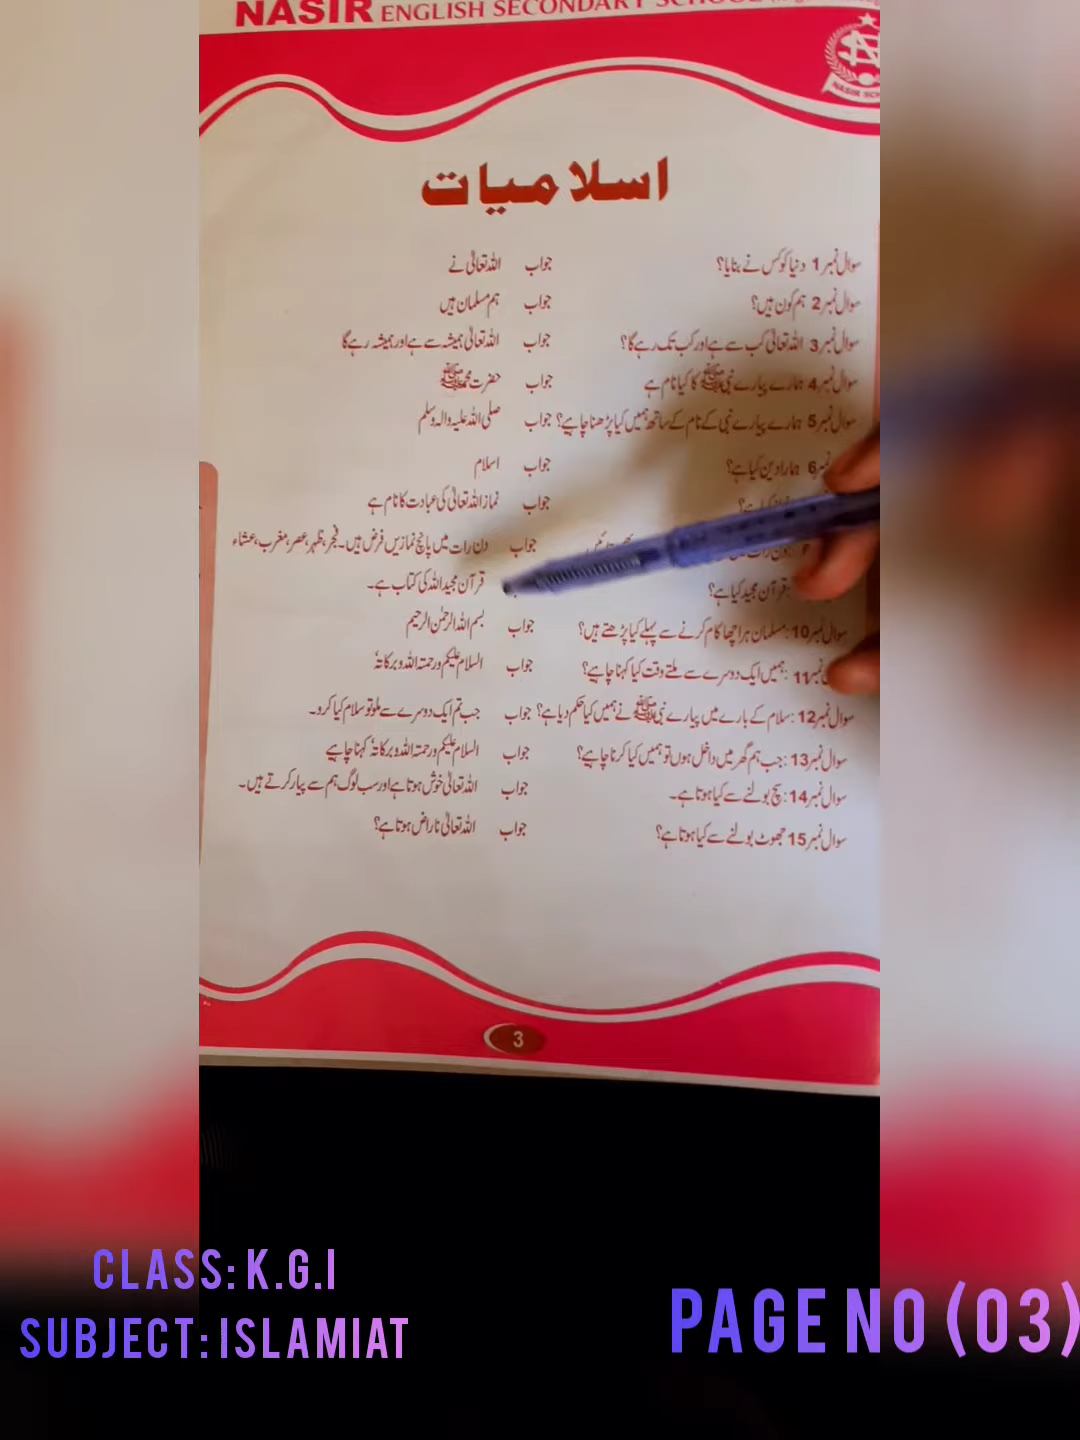 NASIR ENGLISH SECONDARY SCHOOL
NASIR SCH
اسلامیات
سوال نمبر 1 دنیا کو کس نے بنایا؟ جواب اللہ تعالیٰ نے
سوال نمبر 2 ہم کون ہیں؟ جواب ہم مسلمان ہیں
سوال نمبر 3 اللہ تعالیٰ کب سے ہے اور کب تک رہے گا؟ جواب اللہ تعالیٰ ہمیشہ سے ہے اور ہمیشہ رہے گا
سوال نمبر 4 ہمارے پیارے نبی ﷺ کا کیا نام ہے جواب حضرت محمد ﷺ
سوال نمبر 5 ہمارے پیارے نبی کے نام کے ساتھ ہمیں کیا پڑھنا چاہیے؟ جواب صلی اللہ علیہ والہ وسلم
نمبر 6 ہمارا دین کیا ہے؟ جواب اسلام
کیا ہے؟ جواب نماز اللہ تعالیٰ کی عبادت کا نام ہے
جواب دن رات میں پانچ نمازیں فرض ہیں۔ فجر، ظہر، عصر، مغرب، عشاء
قرآن مجید کیا ہے؟ قرآن مجید اللہ کی کتاب ہے۔
سوال نمبر 10: مسلمان ہر اچھا کام کرنے سے پہلے کیا پڑھتے ہیں؟ جواب بسم اللہ الرحمٰن الرحیم
نمبر 11: ہمیں ایک دوسرے سے ملتے وقت کیا کہنا چاہیے؟ جواب السلام علیکم ورحمتہ اللہ وبرکاتہٗ
سوال نمبر 12: سلام کے بارے میں پیارے نبی ﷺ نے ہمیں کیا حکم دیا ہے؟ جواب جب تم ایک دوسرے سے ملو تو سلام کیا کرو۔
سوال نمبر 13: جب ہم گھر میں داخل ہوں تو ہمیں کیا کرنا چاہیے؟ جواب السلام علیکم ورحمتہ اللہ وبرکاتہٗ کہنا چاہیے
سوال نمبر 14: سچ بولنے سے کیا ہوتا ہے۔ جواب اللہ تعالیٰ خوش ہوتا ہے اور سب لوگ ہم سے پیار کرتے ہیں۔
سوال نمبر 15 جھوٹ بولنے سے کیا ہوتا ہے؟ جواب اللہ تعالیٰ ناراض ہوتا ہے؟
3
CLASS: K.G.I
SUBJECT: ISLAMIAT
PAGE NO (03)